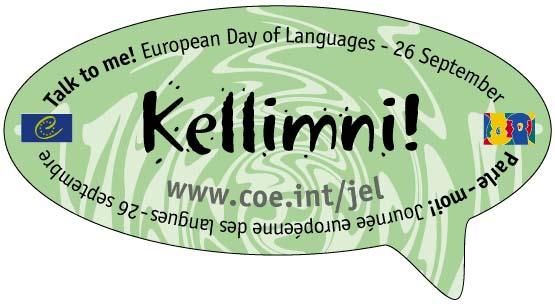 Talk to me! European Day of Languages - 26 September
Kellimni!
www.coe.int/jel
Parle-moi! Journée européenne des langues - 26 septembre